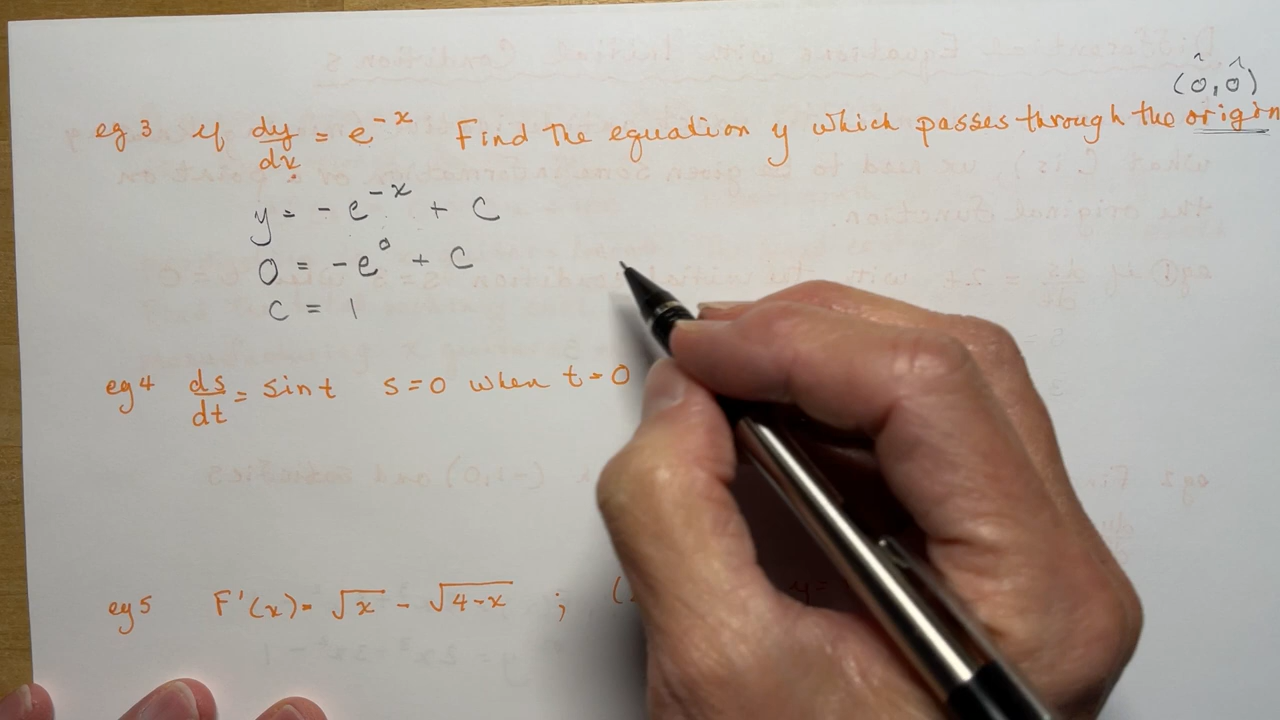 (0,0)
eg 3 if dy/dx = e^-x Find the equation y which passes through the origin
y = -e^-x + C
0 = -e^0 + C
C = 1
eg 4 ds/dt = sin t s=0 when t=0
eg 5 F'(x) = √x - √4-x ; (